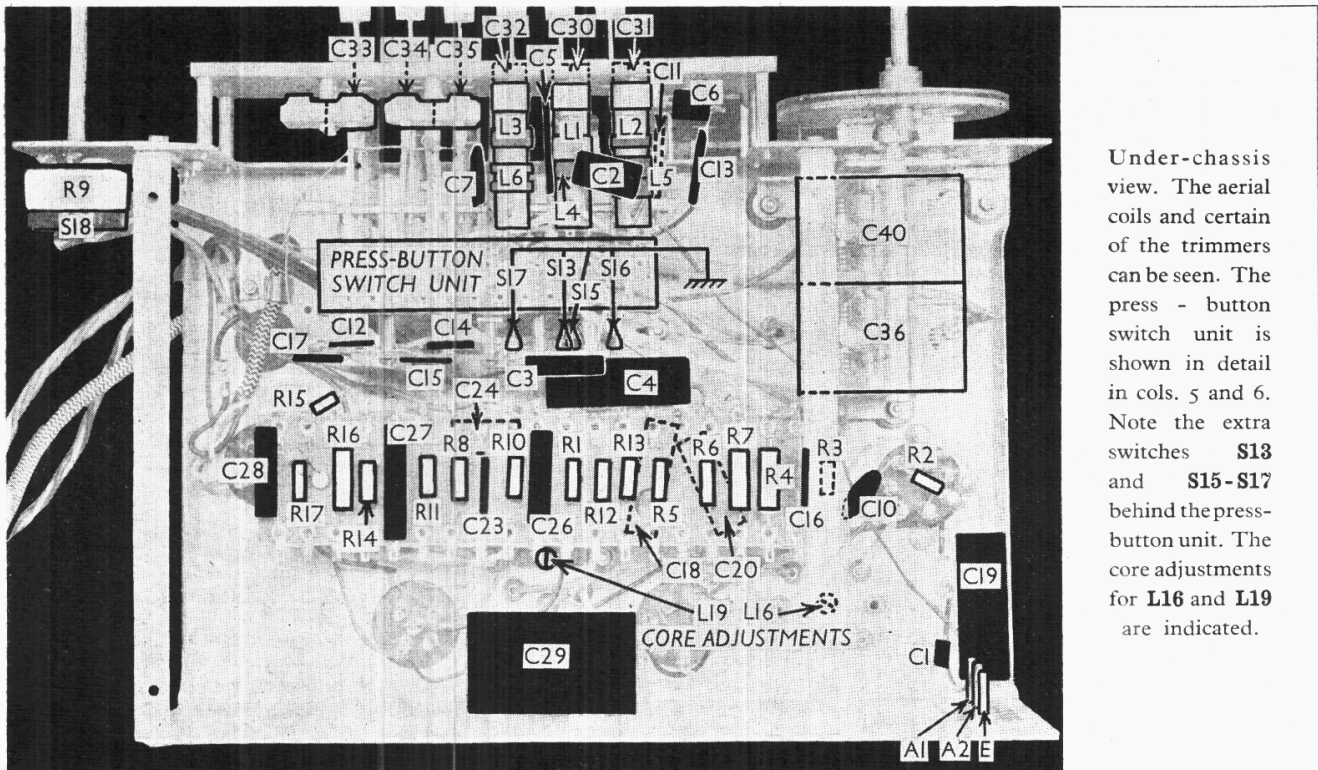 C32 C30 C31
C33 C34 C35 C5 C11
C6
L3 L1 L2
C7 L6 C2 L5 C13
L4
R9
S18
PRESS-BUTTON
SWITCH UNIT
S17 S13 S16
S15
C40
C36
C17 C12 C14
C15 C3 C4
C24
R15
R16 C27 R8 R10 R1 R13 R6 R7 R3 R2
C28 R4
R17 R11 C23 R12 R5 C16 C10
R14 C26
C18 C20
C19
L19 L16
CORE ADJUSTMENTS
C29
C1
A1 A2 E
Under-chassis
view. The aerial
coils and certain
of the trimmers
can be seen. The
press - button
switch unit is
shown in detail
in cols. 5 and 6.
Note the extra
switches S13
and S15-S17
behind the press-
button unit. The
core adjustments
for L16 and L19
are indicated.